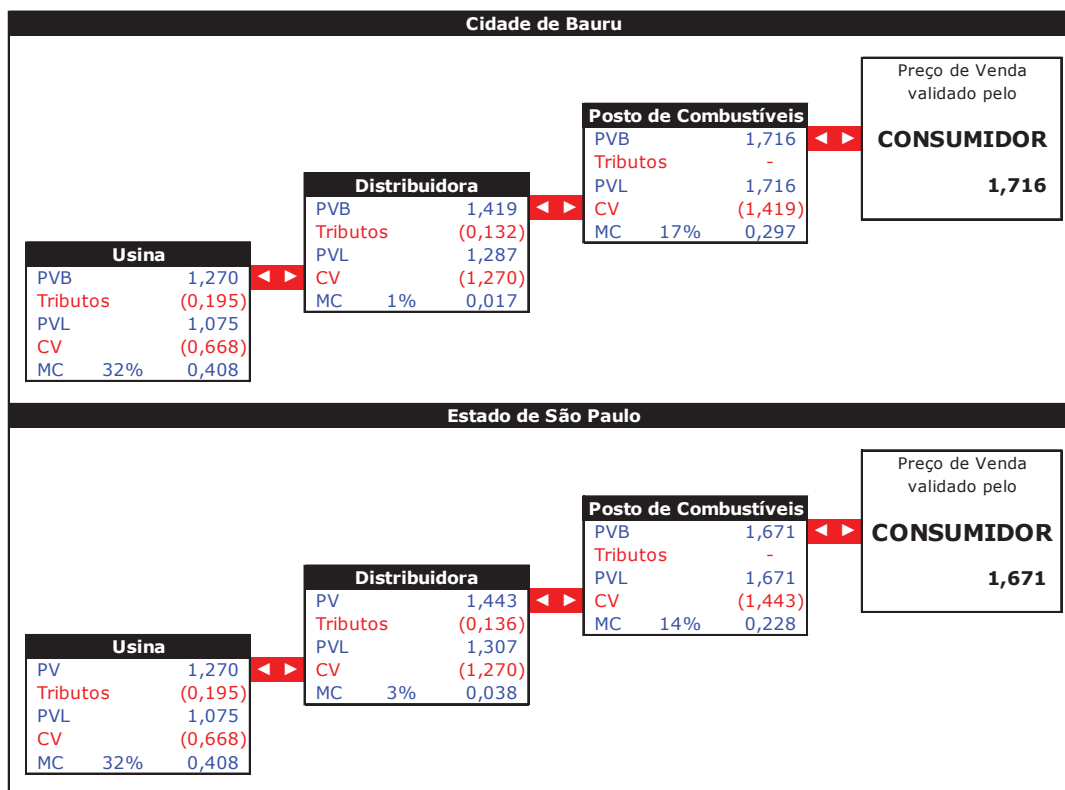 Cidade de Bauru
Preço de Venda
validado pelo
CONSUMIDOR
1,716
Posto de Combustíveis
PVB 1,716
Tributos -
PVL 1,716
CV (1,419)
MC 17% 0,297
Distribuidora
PVB 1,419
Tributos (0,132)
PVL 1,287
CV (1,270)
MC 1% 0,017
Usina
PVB 1,270
Tributos (0,195)
PVL 1,075
CV (0,668)
MC 32% 0,408
Estado de São Paulo
Preço de Venda
validado pelo
CONSUMIDOR
1,671
Posto de Combustíveis
PVB 1,671
Tributos -
PVL 1,671
CV (1,443)
MC 14% 0,228
Distribuidora
PV 1,443
Tributos (0,136)
PVL 1,307
CV (1,270)
MC 3% 0,038
Usina
PV 1,270
Tributos (0,195)
PVL 1,075
CV (0,668)
MC 32% 0,408